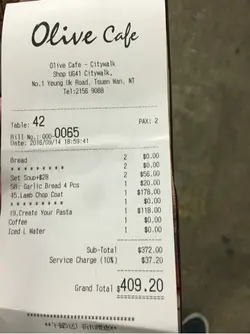 Olive Cafe
Olive Cafe - Citywalk
Shop UG41 Citywalk,
No.1 Yeung Uk Road, Tsuen Wan, NT
Tel:2156 9088
Table: 42 PAX: 2
Bill No.: 000-0065
Date: 2018/09/14 18:59:41
Bread 2 $0.00
********* 2 $0.00
Set Soup+$28 2 $56.00
S8: Garlic Bread 4 Pcs 1 $20.00
45.Lamb Chop Coat 1 $178.00
********* 1 $0.00
19.Create Your Pasta 1 $118.00
Coffee 1 $0.00
Iced L Water 1 $0.00
Sub-Total $372.00
Service Charge (10%) $37.20
Grand Total $409.20